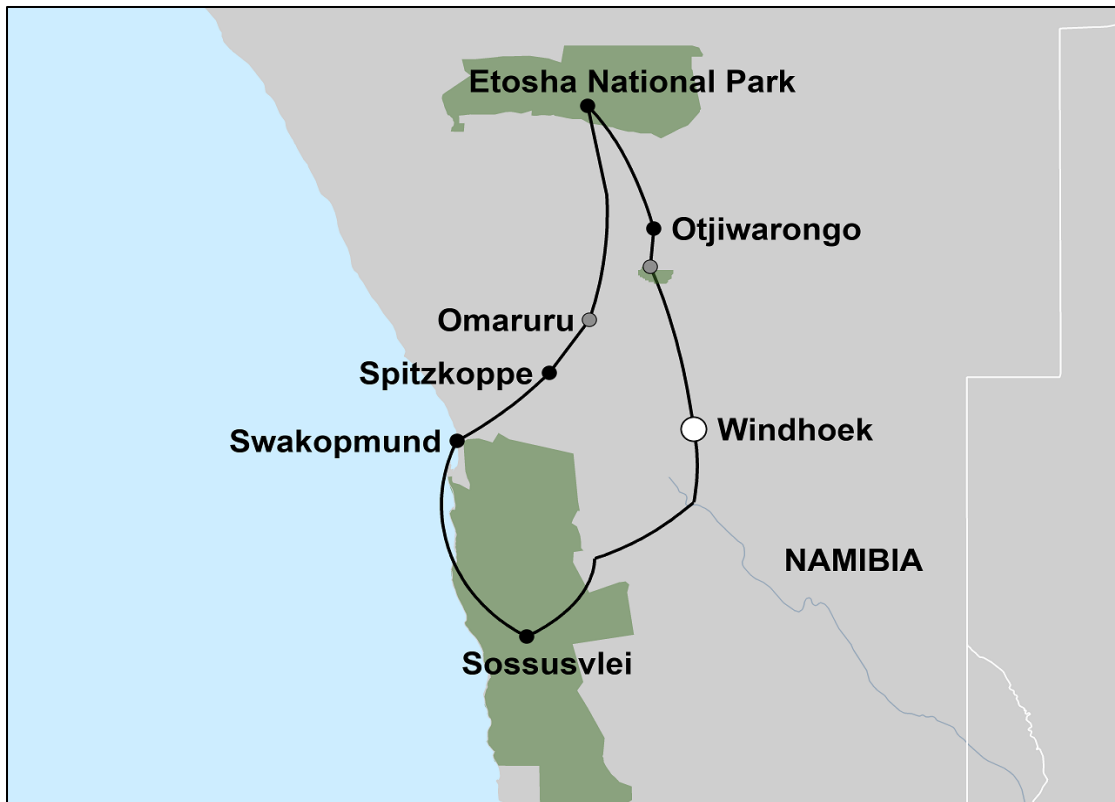 Etosha National Park
Otjiwarongo
Omaruru
Spitzkoppe
Swakopmund
Windhoek
NAMIBIA
Sossusvlei